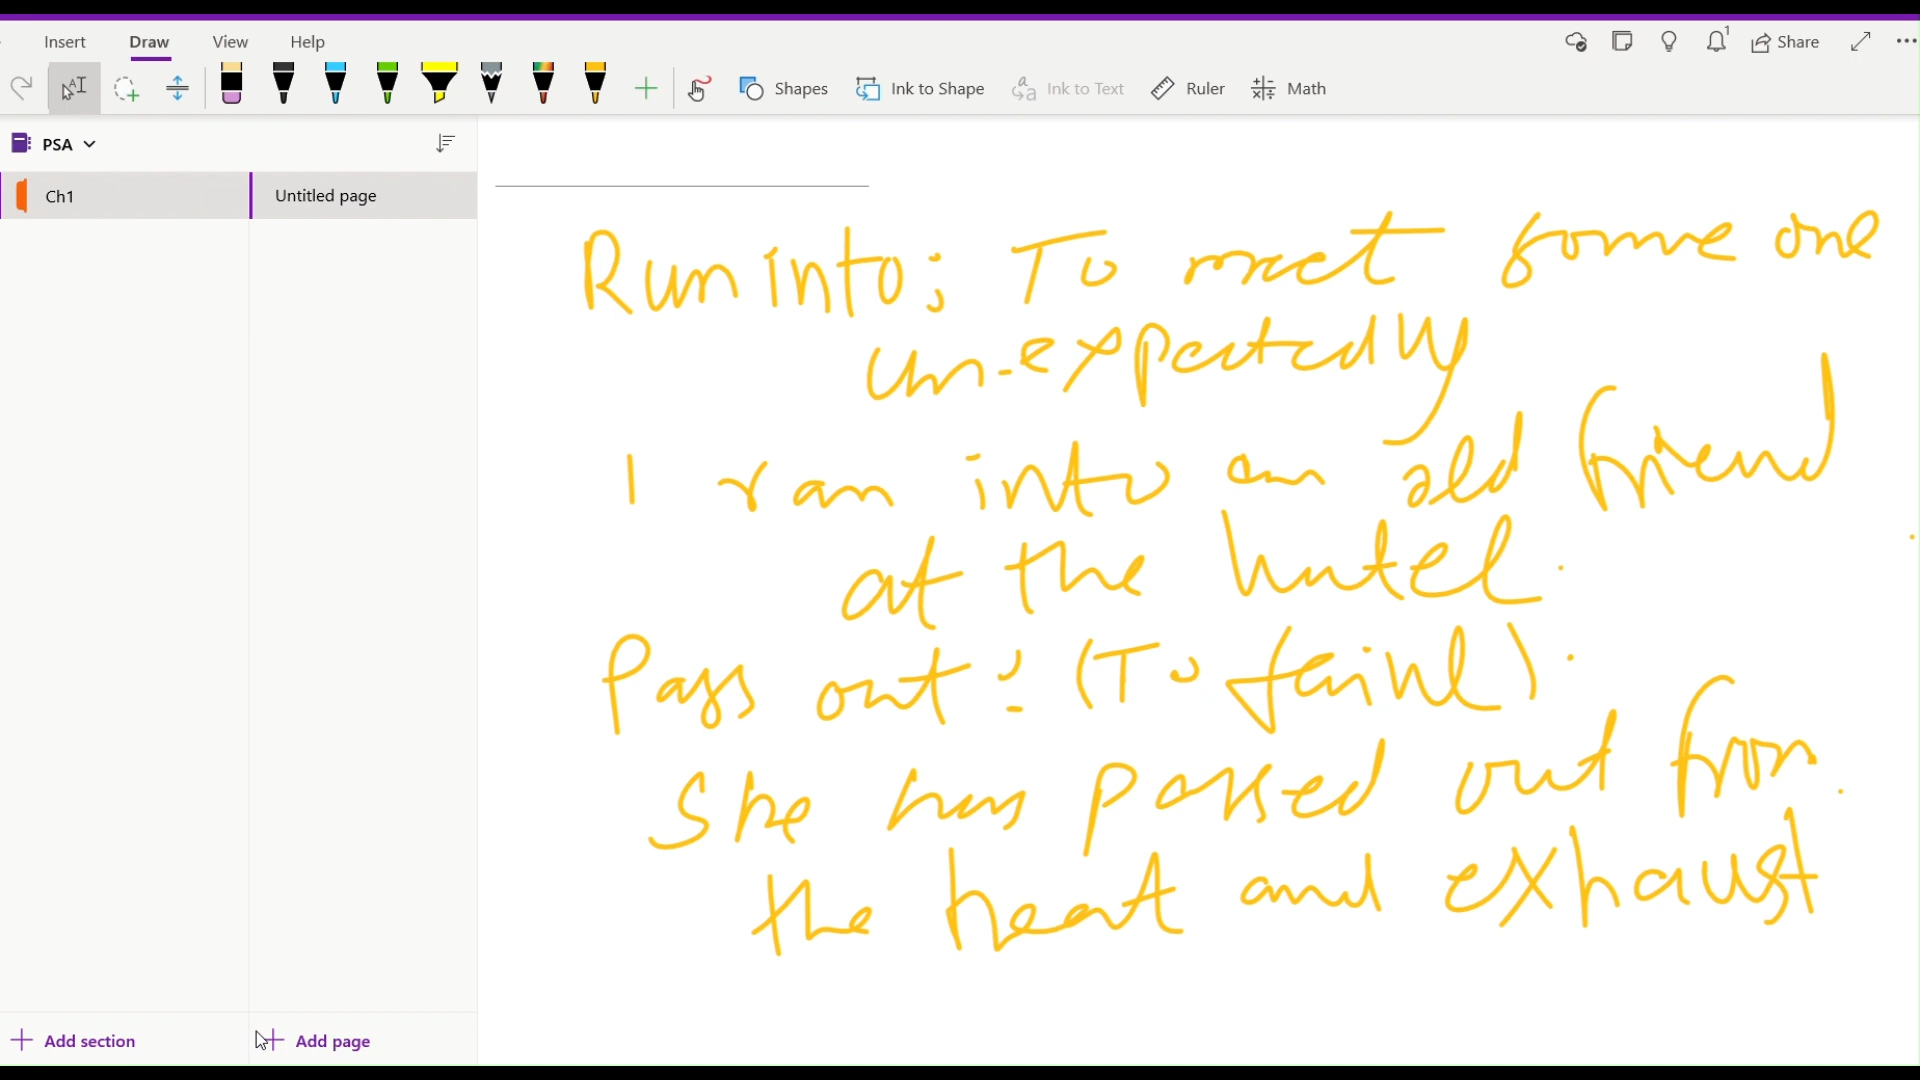 Insert Draw View Help 1 Share
Shapes Ink to Shape Ink to Text Ruler Math
PSA
Ch1 Untitled page
Run into; To meet some one
un-expectedly
I ran into an old friend
at the hotel.
Pass out: (To faint).
She has passed out from
the heat and exhaust
Add section Add page